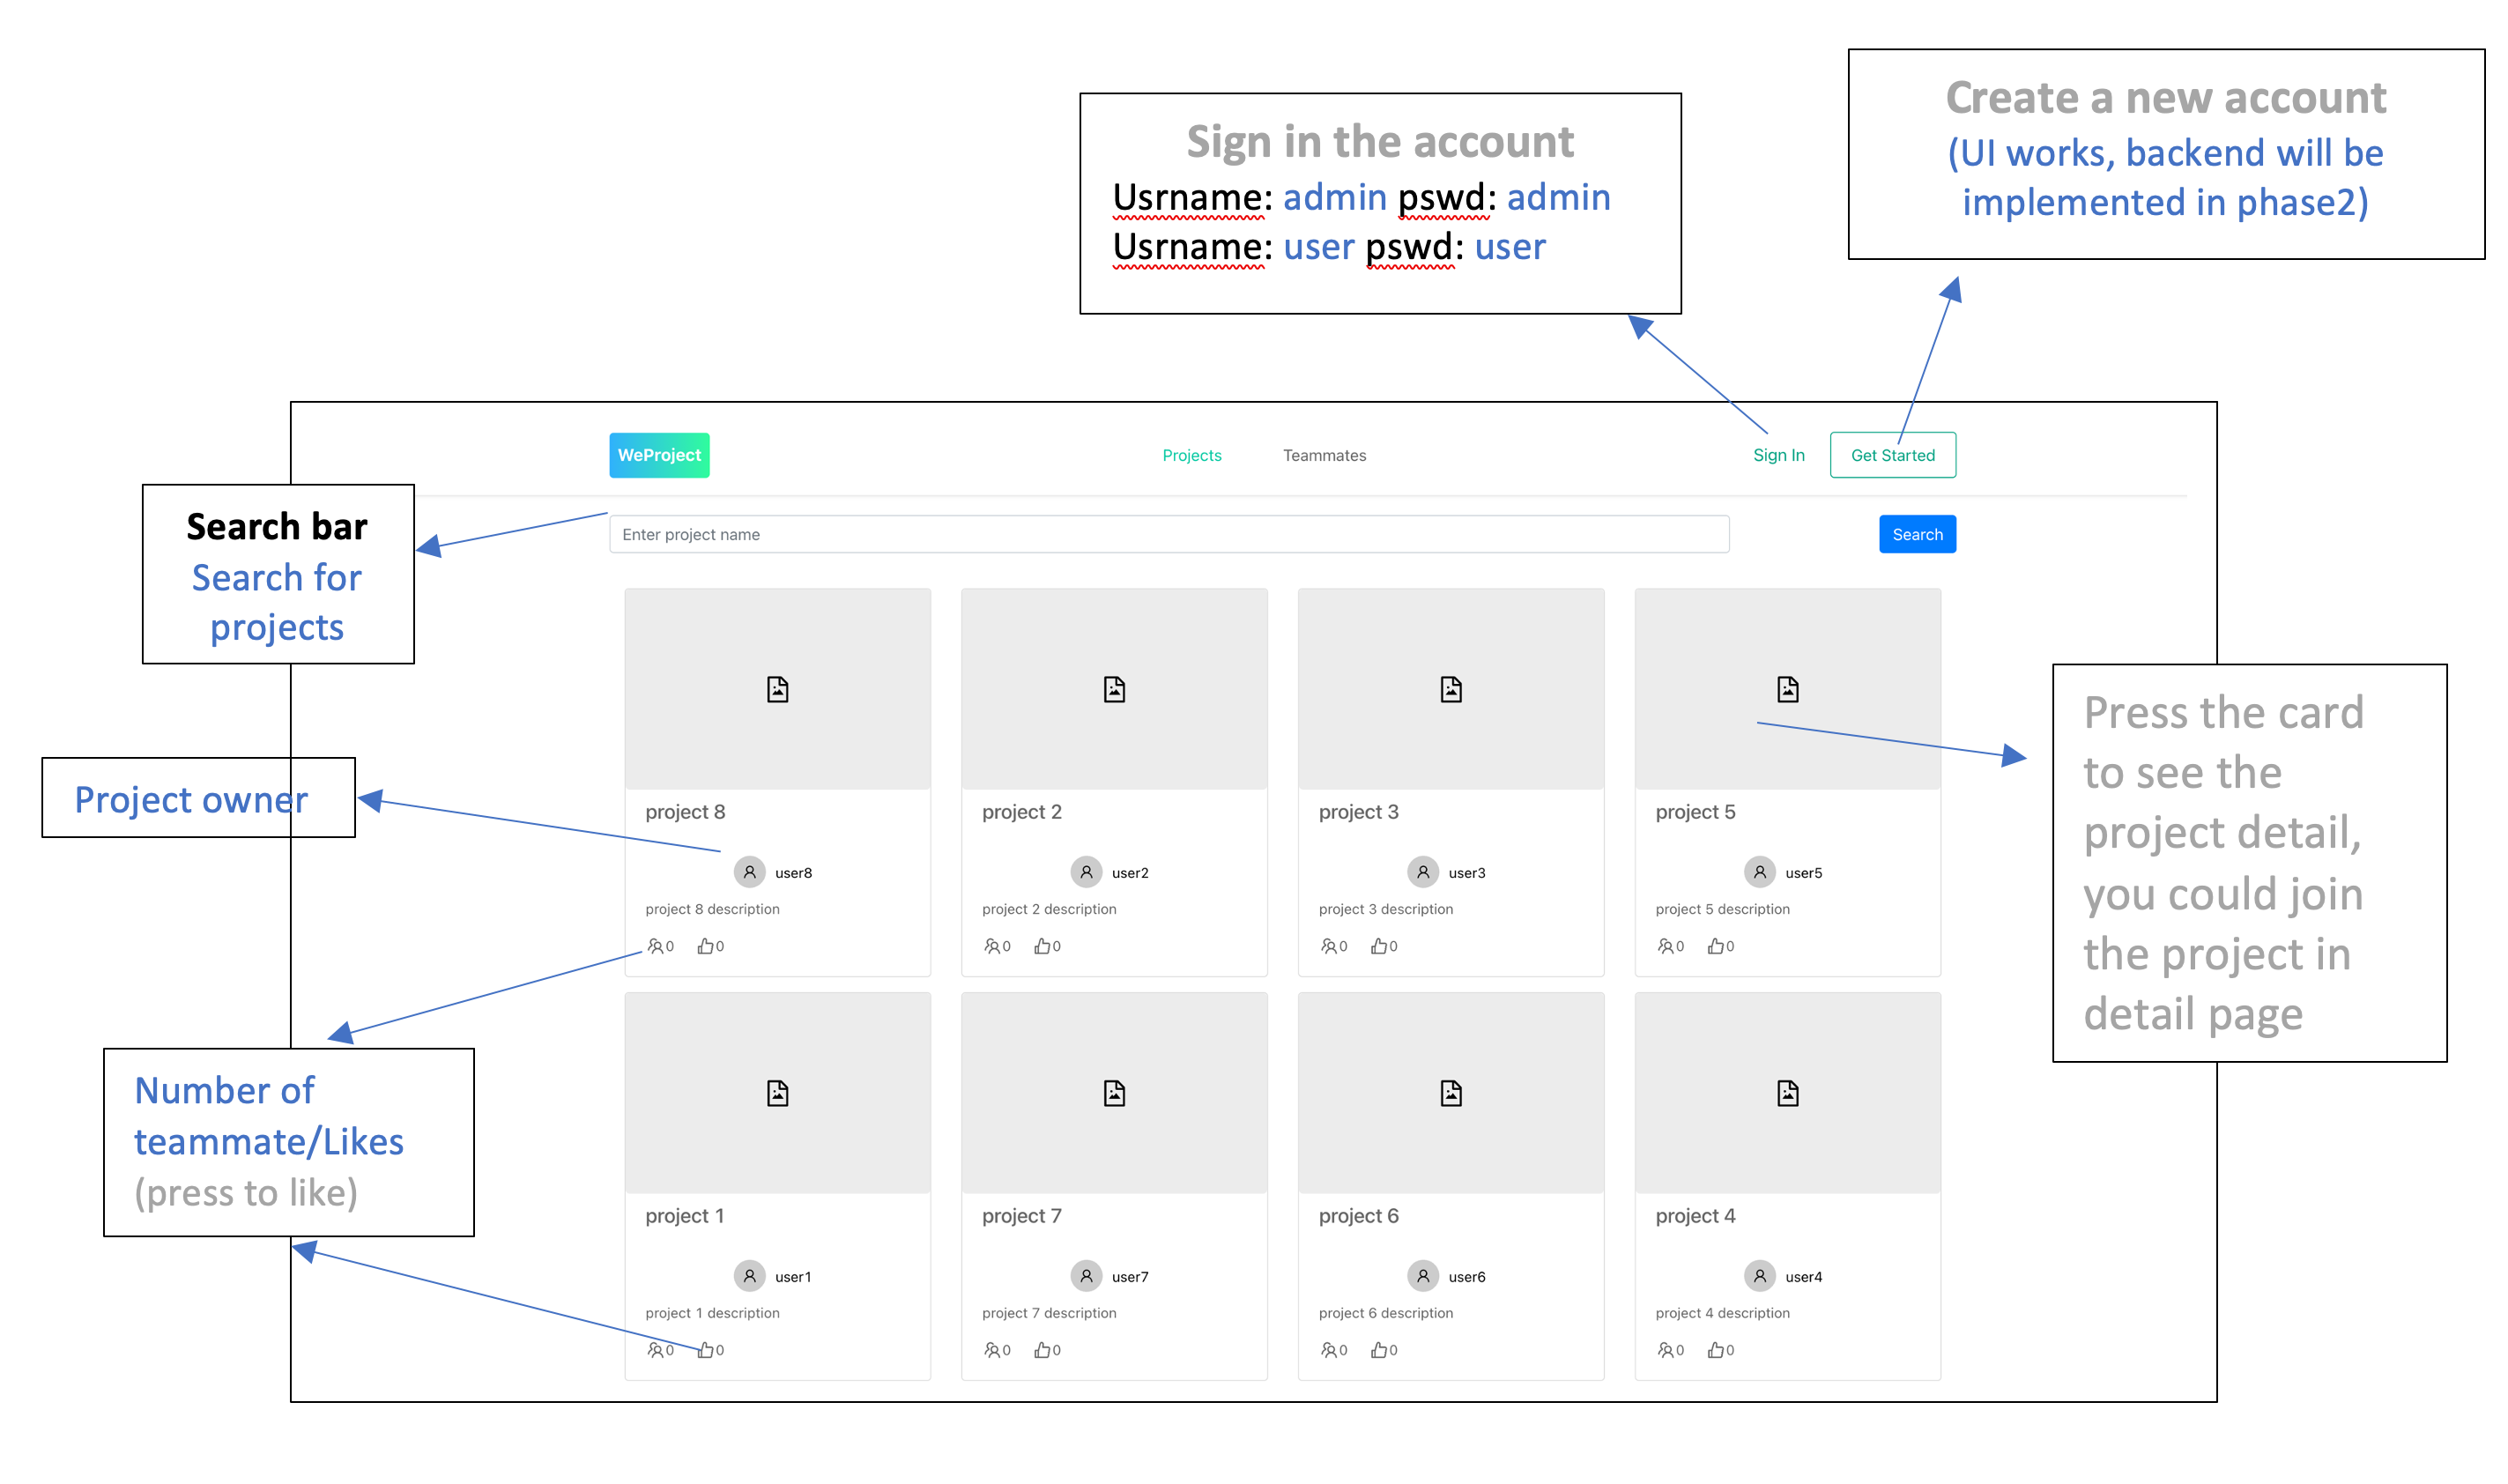 Create a new account
(UI works, backend will be
implemented in phase2)
Sign in the account
Usrname: admin pswd: admin
Usrname: user pswd: user
WeProject
Projects
Teammates
Sign In
Get Started
Search bar
Search for
projects
Enter project name
Search
Project owner
Number of
teammate/Likes
(press to like)
Press the card
to see the
project detail,
you could join
the project in
detail page
project 8
user8
project 8 description
0 0
project 2
user2
project 2 description
0 0
project 3
user3
project 3 description
0 0
project 5
user5
project 5 description
0 0
project 1
user1
project 1 description
0 0
project 7
user7
project 7 description
0 0
project 6
user6
project 6 description
0 0
project 4
user4
project 4 description
0 0